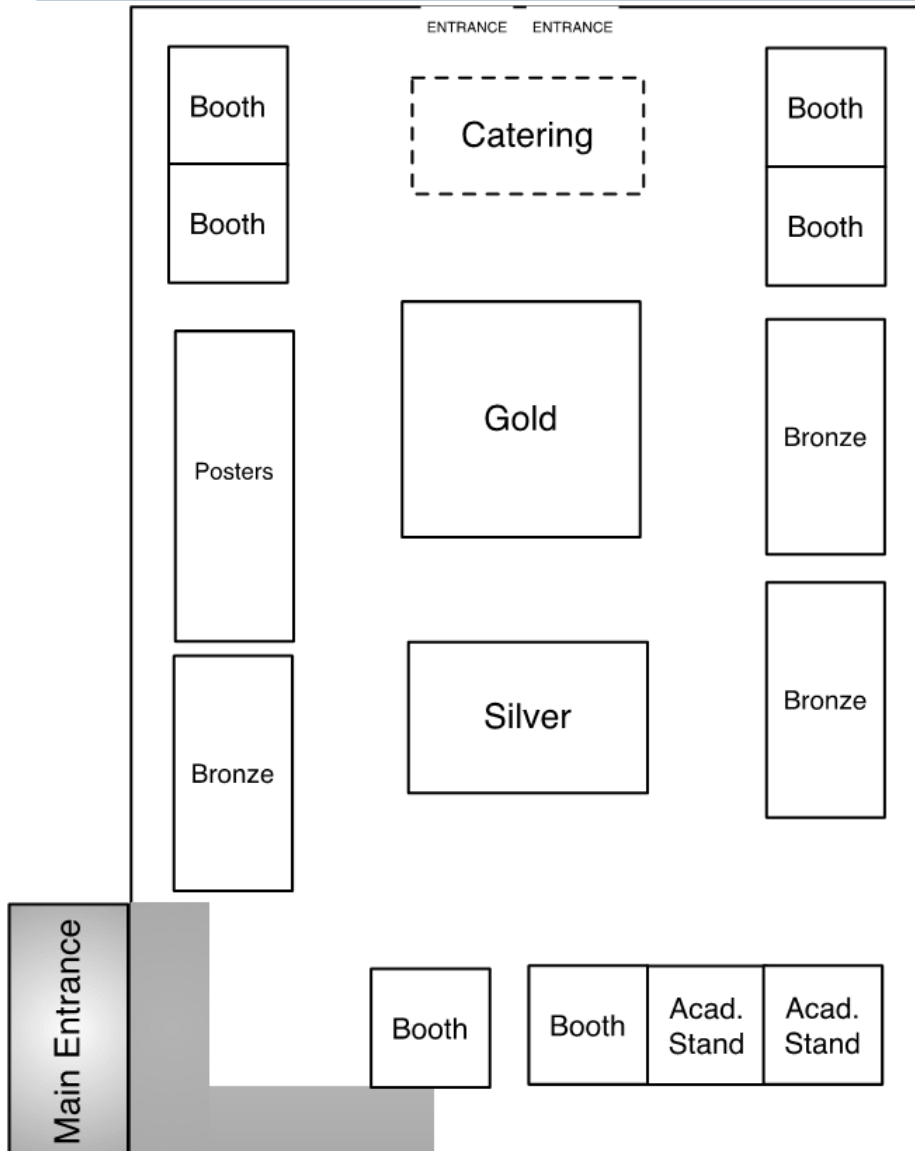 ENTRANCE ENTRANCE
Booth
Catering
Booth
Booth
Booth
Gold
Bronze
Posters
Bronze
Silver
Bronze
Main Entrance
Booth
Booth
Acad.
Stand
Acad.
Stand